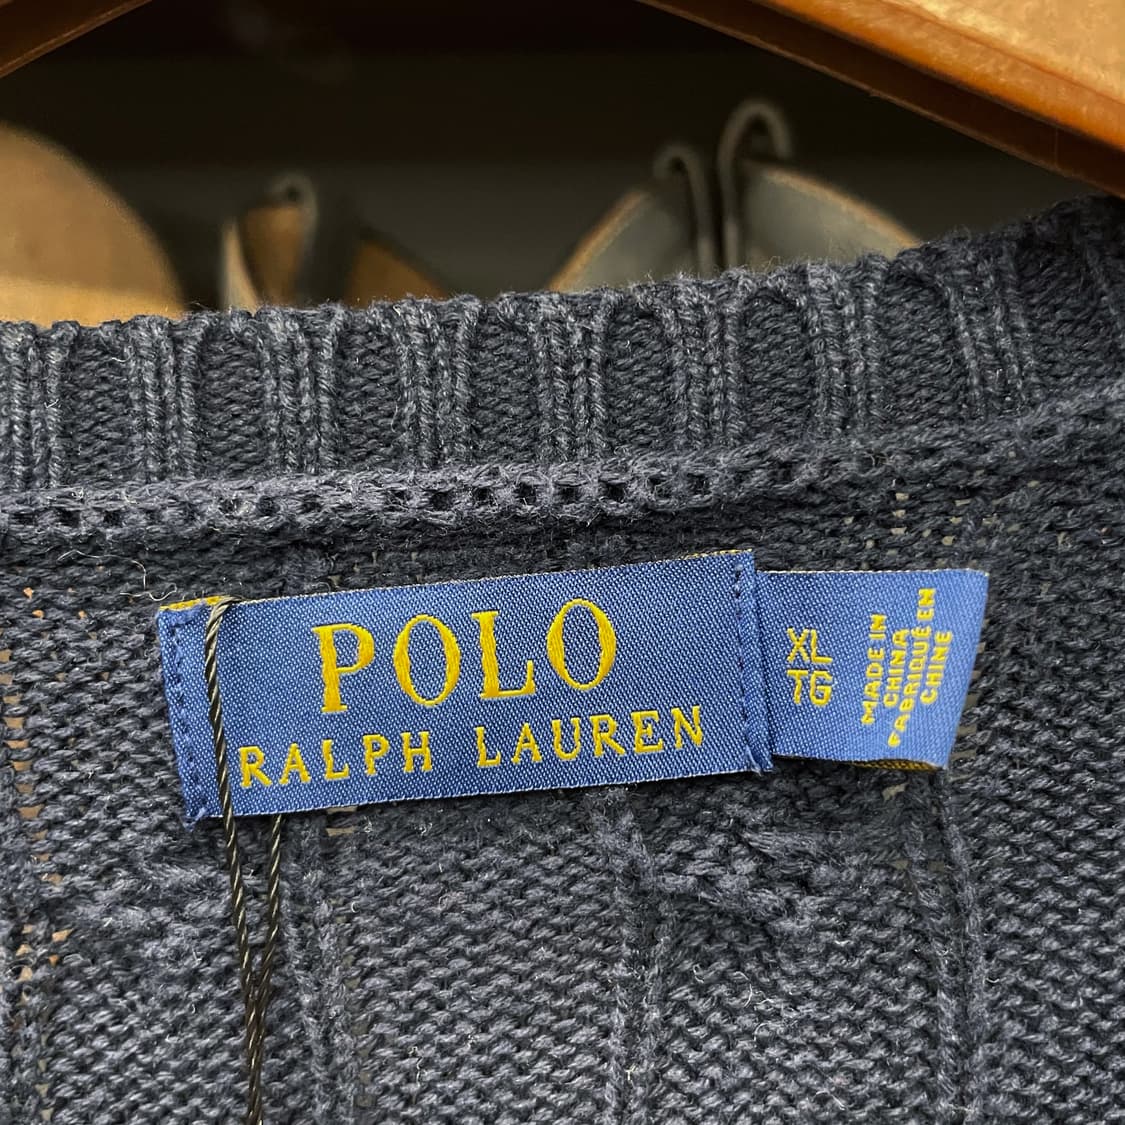 POLO
RALPH LAUREN
XL
TG
MADE IN
CHINA
FABRIQUÉ EN
CHINE